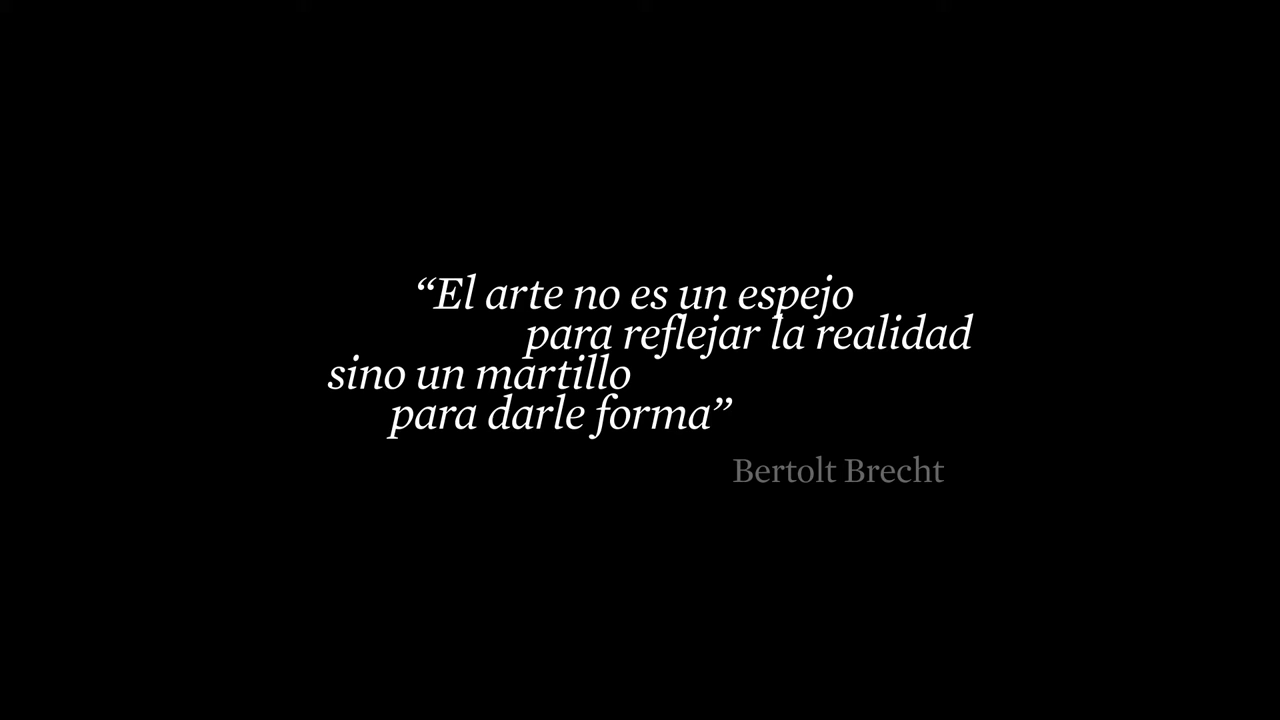 “El arte no es un espejo
para reflejar la realidad
sino un martillo
para darle forma”
Bertolt Brecht